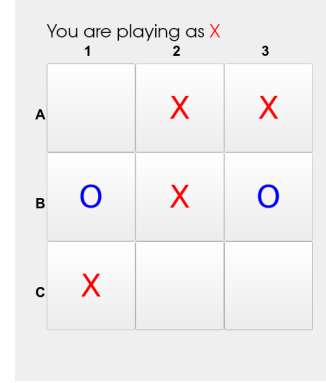 You are playing as X
1 2 3
A X X
B O X O
C X